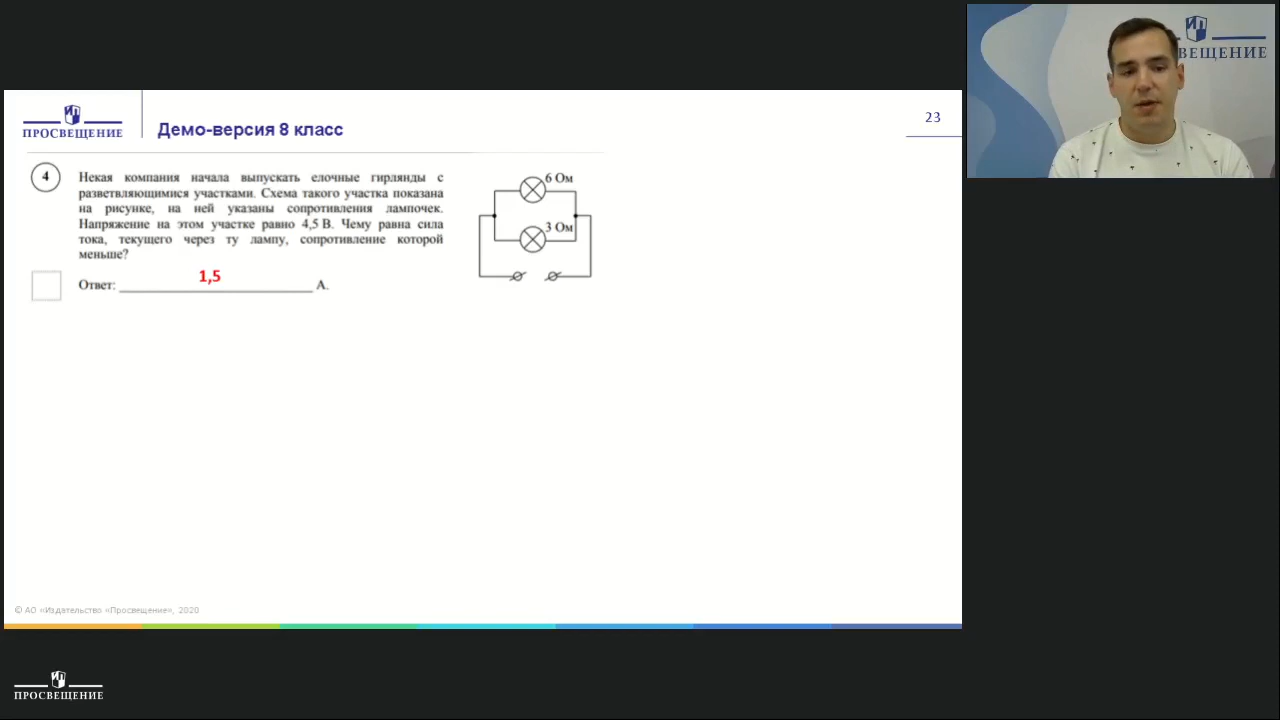 ПРОСВЕЩЕНИЕ
Демо-версия 8 класс
23
4
Некая компания начала выпускать елочные гирлянды с
разветвляющимися участками. Схема такого участка показана
на рисунке, на ней указаны сопротивления лампочек.
Напряжение на этом участке равно 4,5 В. Чему равна сила
тока, текущего через ту лампу, сопротивление которой
меньше?
6 Ом
3 Ом
1,5
Ответ: ____________________ А.
© АО «Издательство «Просвещение», 2020
ПРОСВЕЩЕНИЕ
ВЕЩЕНИЕ